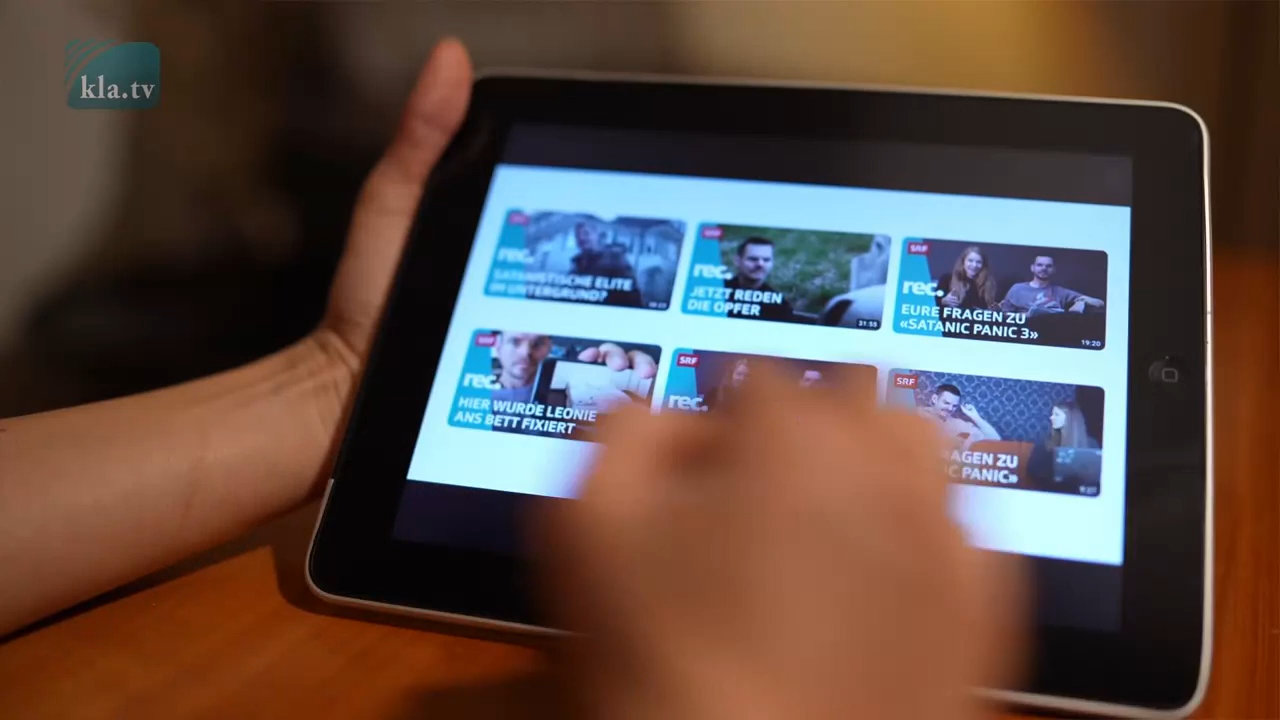 kla.tv
SRF
rec.
SATANISTISCHE ELITE
IM UNTERGRUND?
SRF
rec.
JETZT REDEN
DIE OPFER
31:55
SRF
rec.
EURE FRAGEN ZU
«SATANIC PANIC 3»
19:20
SRF
rec.
HIER WURDE LEONIE
ANS BETT FIXIERT
SRF
rec.
SRF
AGEN ZU
C PANIC»